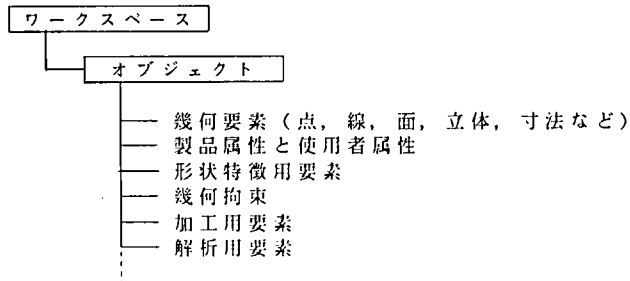 ワークスペース
オブジェクト
幾何要素(点,線,面,立体,寸法など)
製品属性と使用者属性
形状特徴用要素
幾何拘束
加工用要素
解析用要素